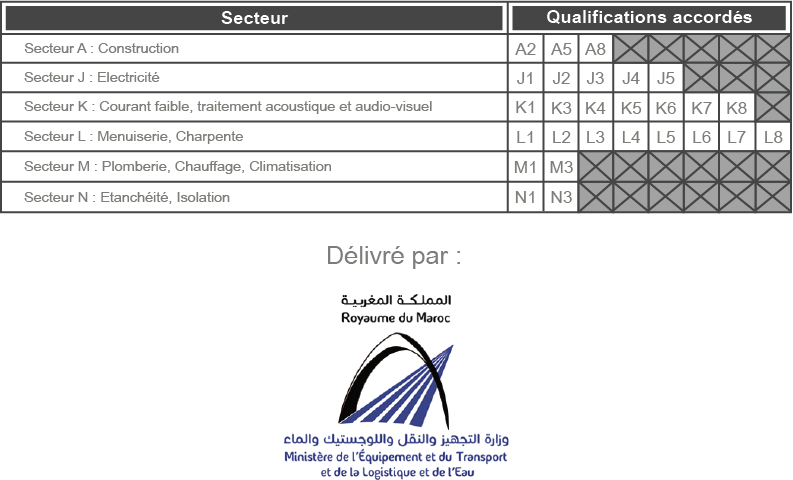 Secteur Qualifications accordés
Secteur A : Construction A2 A5 A8
Secteur J : Electricité J1 J2 J3 J4 J5
Secteur K : Courant faible, traitement acoustique et audio-visuel K1 K3 K4 K5 K6 K7 K8
Secteur L : Menuiserie, Charpente L1 L2 L3 L4 L5 L6 L7 L8
Secteur M : Plomberie, Chauffage, Climatisation M1 M3
Secteur N : Etanchéité, Isolation N1 N3
Délivré par :
المملكة المغربية
Royaume du Maroc
وزارة التجهيز والنقل واللوجستيك والماء
Ministère de l'Équipement et du Transport
et de la Logistique et de l'Eau